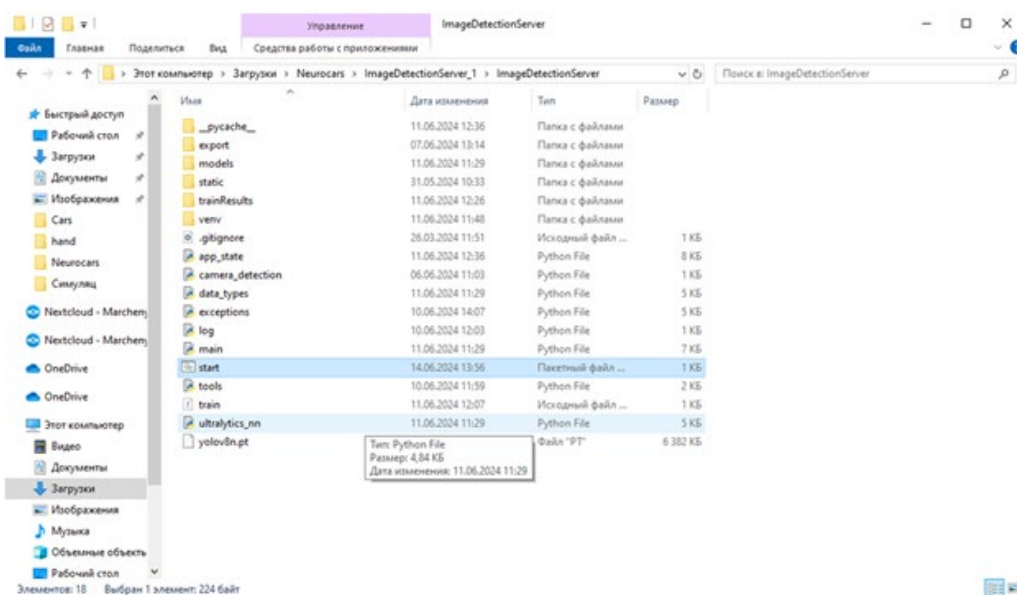 Управление
ImageDetectionServer
Файл Главная Поделиться Вид Средства работы с приложениями
Этот компьютер > Загрузки > Neurocars > ImageDetectionServer_1 > ImageDetectionServer
Поиск в: ImageDetectionServer
Имя Дата изменения Тип Размер
Быстрый доступ
Рабочий стол
Загрузки
Документы
Изображения
Cars
hand
Neurocars
Симуляц
Nextcloud - Marchen
Nextcloud - Marchen
OneDrive
OneDrive
Этот компьютер
Видео
Документы
Загрузки
Изображения
Музыка
Объемные объекть
Рабочий стол
__pycache__ 11.06.2024 12:36 Папка с файлами
export 07.06.2024 13:14 Папка с файлами
models 11.06.2024 11:29 Папка с файлами
static 31.05.2024 10:33 Папка с файлами
trainResults 11.06.2024 12:26 Папка с файлами
venv 11.06.2024 11:48 Папка с файлами
.gitignore 26.03.2024 11:51 Исходный файл ... 1 КБ
app_state 11.06.2024 12:36 Python File 8 КБ
camera_detection 06.06.2024 11:03 Python File 1 КБ
data_types 11.06.2024 11:29 Python File 5 КБ
exceptions 10.06.2024 14:07 Python File 5 КБ
log 10.06.2024 12:03 Python File 1 КБ
main 11.06.2024 11:29 Python File 7 КБ
start 14.06.2024 13:56 Пакетный файл ... 1 КБ
tools 10.06.2024 11:59 Python File 2 КБ
train 11.06.2024 12:07 Исходный файл ... 1 КБ
ultralytics_nn 11.06.2024 11:29 Python File 5 КБ
yolov8n.pt Файл "PT" 6 382 КБ
Тип: Python File
Размер: 4,84 КБ
Дата изменения: 11.06.2024 11:29
Элементов: 18 Выбран 1 элемент: 224 байт